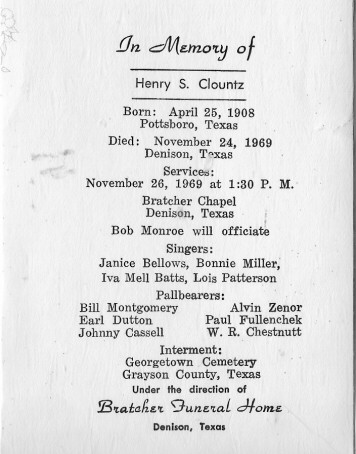 In Memory of
Henry S. Clountz
Born: April 25, 1908
Pottsboro, Texas
Died: November 24, 1969
Denison, Texas
Services:
November 26, 1969 at 1:30 P. M.
Bratcher Chapel
Denison, Texas
Bob Monroe will officiate
Singers:
Janice Bellows, Bonnie Miller,
Iva Mell Batts, Lois Patterson
Pallbearers:
Bill Montgomery Alvin Zenor
Earl Dutton Paul Fullenchek
Johnny Cassell W. R. Chestnutt
Interment:
Georgetown Cemetery
Grayson County, Texas
Under the direction of
Bratcher Funeral Home
Denison, Texas